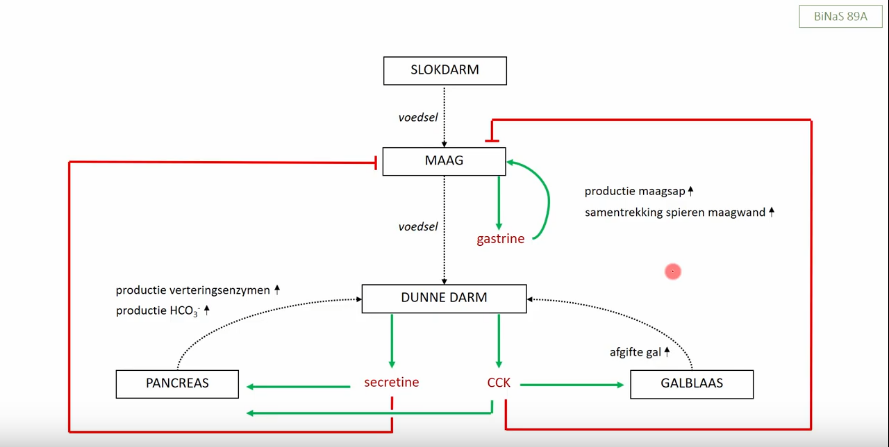 BiNaS 89A
SLOKDARM
voedsel
MAAG
productie maagsap
samentrekking spieren maagwand
voedsel
gastrine
productie verteringsenzymen
productie HCO₃⁻
DUNNE DARM
afgifte gal
PANCREAS
secretine
CCK
GALBLAAS